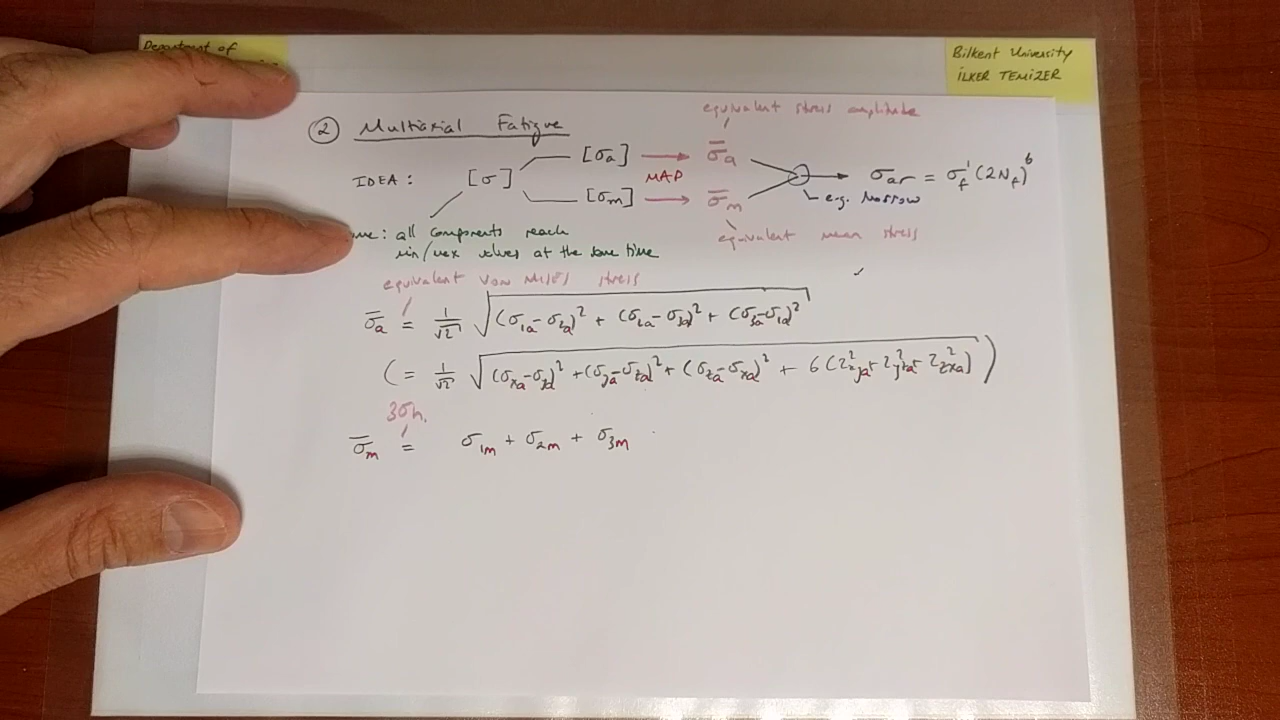 Department of
Bilkent University
İLKER TEMİZER
② Multiaxial Fatigue
equivalent stress amplitude
IDEA : [σ] [σa] MAP σ̄a σar = σf'(2Nf)^b
[σm] σ̄m e.g. Morrow
equivalent mean stress
: all components reach
min/max values at the same time
equivalent von MISES stress
σ̄a = 1/√2 √((σ1a-σ2a)² + (σ2a-σ3a)² + (σ3a-σ1a)²)
( = 1/√2 √((σxa-σya)² + (σya-σza)² + (σza-σxa)² + 6(τ²xya + τ²yza + τ²zxa)) )
3σh.
σ̄m = σ1m + σ2m + σ3m